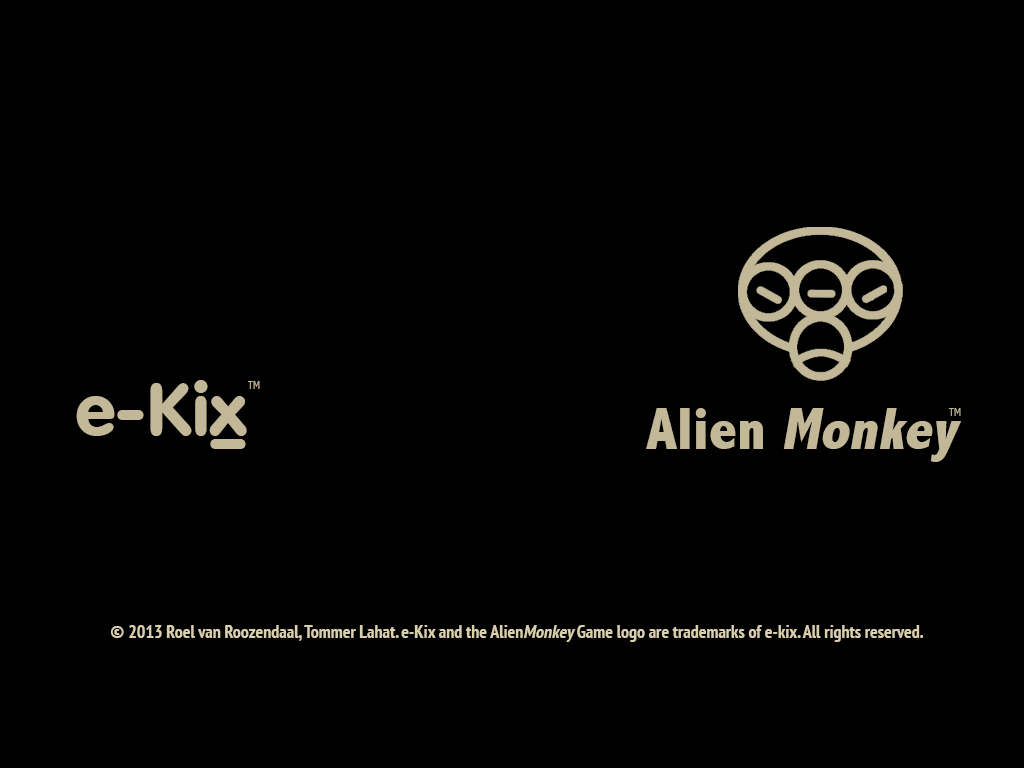 e-Kix™
Alien Monkey™
© 2013 Roel van Roozendaal, Tommer Lahat. e-Kix and the AlienMonkey Game logo are trademarks of e-kix. All rights reserved.